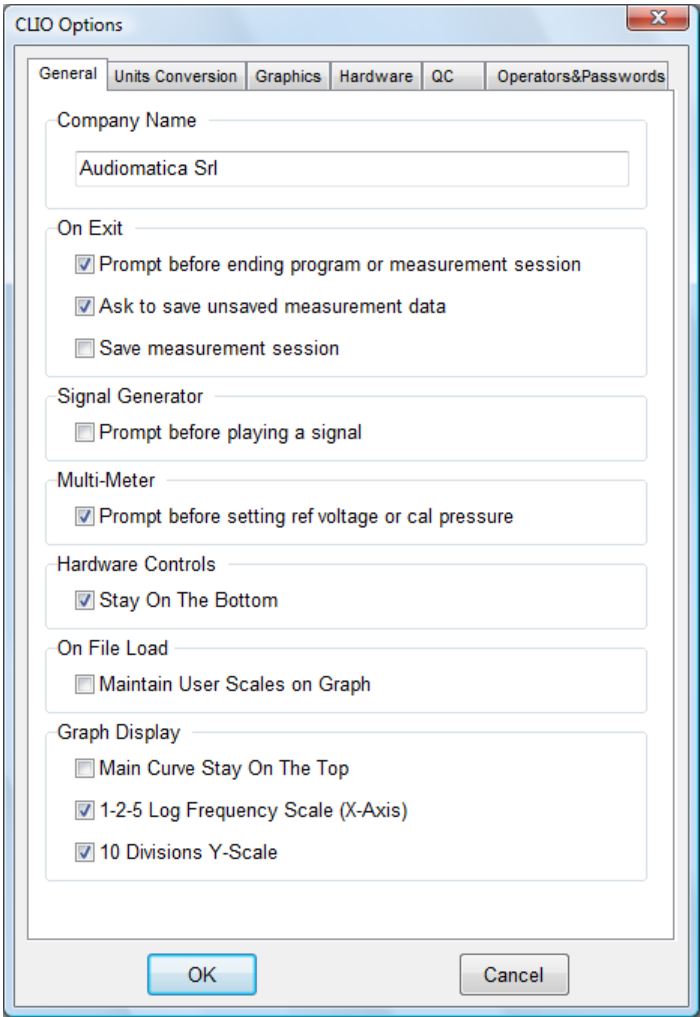 CLIO Options
General Units Conversion Graphics Hardware QC Operators&Passwords
Company Name
Audiomatica Srl
On Exit
Prompt before ending program or measurement session
Ask to save unsaved measurement data
Save measurement session
Signal Generator
Prompt before playing a signal
Multi-Meter
Prompt before setting ref voltage or cal pressure
Hardware Controls
Stay On The Bottom
On File Load
Maintain User Scales on Graph
Graph Display
Main Curve Stay On The Top
1-2-5 Log Frequency Scale (X-Axis)
10 Divisions Y-Scale
OK Cancel